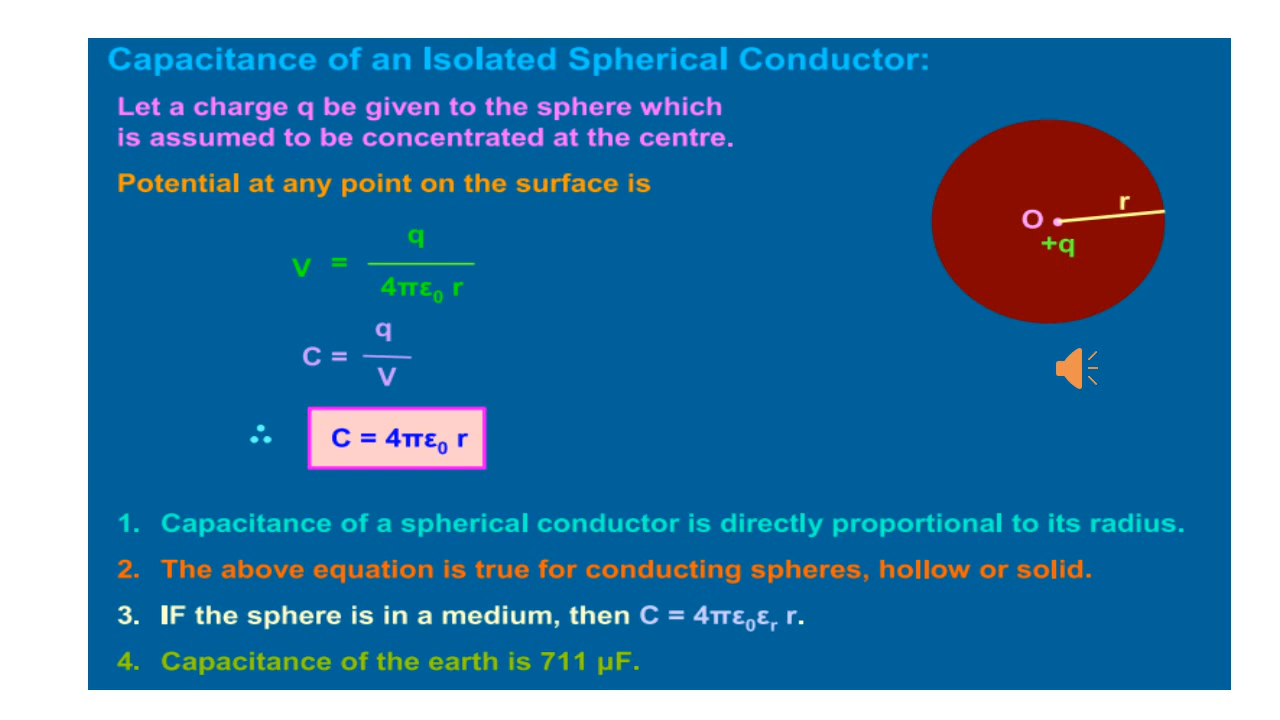 Capacitance of an Isolated Spherical Conductor:
Let a charge q be given to the sphere which
is assumed to be concentrated at the centre.
Potential at any point on the surface is
V = q / 4πε₀ r
C = q / V
∴ C = 4πε₀ r
r
O
+q
1. Capacitance of a spherical conductor is directly proportional to its radius.
2. The above equation is true for conducting spheres, hollow or solid.
3. IF the sphere is in a medium, then C = 4πε₀εᵣ r.
4. Capacitance of the earth is 711 μF.